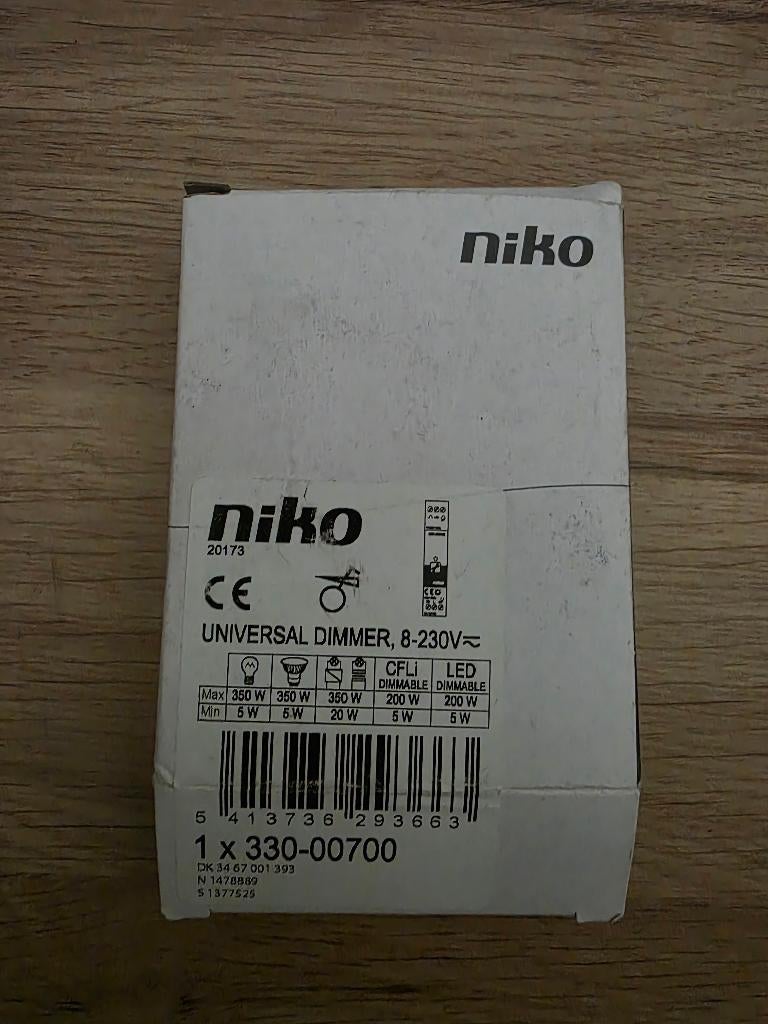 niko
niko
20173
CE
UNIVERSAL DIMMER, 8-230V≂
CFLi LED
DIMMABLE DIMMABLE
Max 350 W 350 W 350 W 200 W 200 W
Min 5 W 5 W 20 W 5 W 5 W
5 413736 293663
1 x 330-00700
DK 34 67 001 393
N 1478869
S 1377525